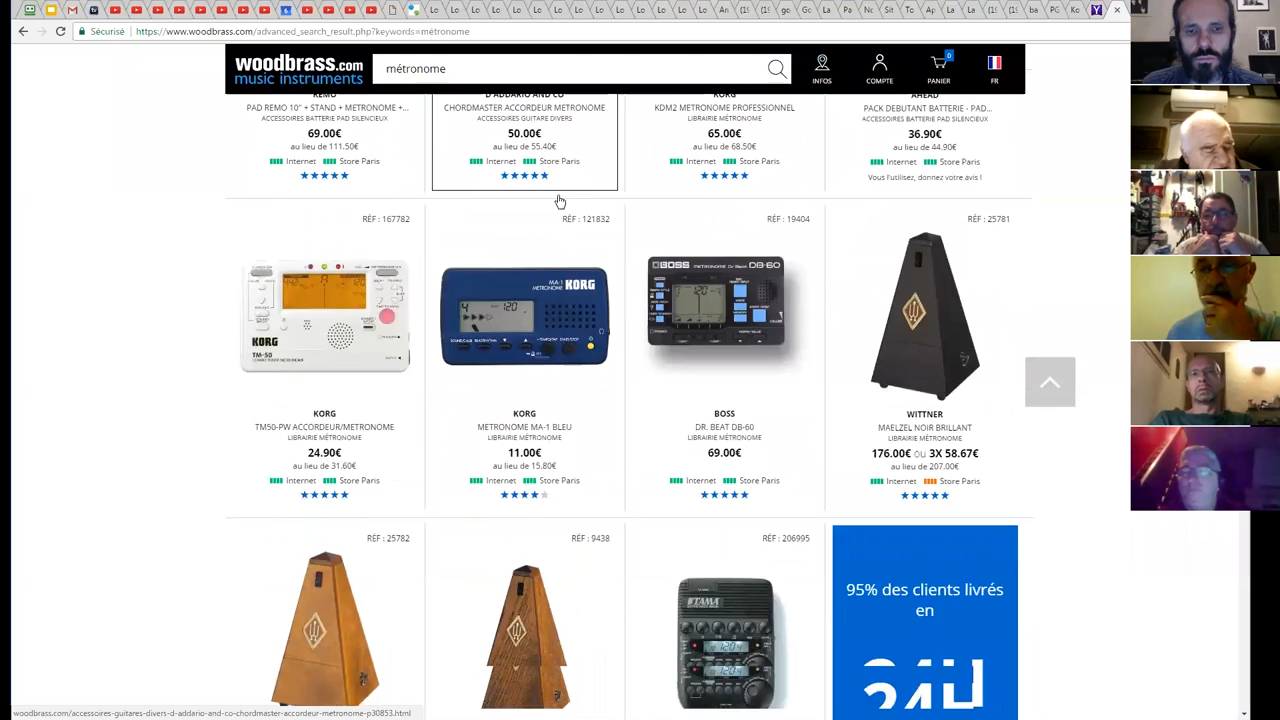 Sécurisé https://www.woodbrass.com/advanced_search_result.php?keywords=métronome
woodbrass.com
music instruments
métronome
INFOS
COMPTE
0
PANIER
FR
PAD REMO 10" + STAND + METRONOME +...
ACCESSOIRES BATTERIE PAD SILENCIEUX
69.00€
au lieu de 111.50€
Internet Store Paris
CHORDMASTER ACCORDEUR METRONOME
ACCESSOIRES GUITARE DIVERS
50.00€
au lieu de 55.40€
Internet Store Paris
KDM2 METRONOME PROFESSIONNEL
LIBRAIRIE MÉTRONOME
65.00€
au lieu de 68.50€
Internet Store Paris
PACK DEBUTANT BATTERIE - PAD...
ACCESSOIRES BATTERIE PAD SILENCIEUX
36.90€
au lieu de 44.90€
Internet Store Paris
Vous l'utilisez, donnez votre avis !
RÉF : 167782
KORG
TM-50
KORG
TM50-PW ACCORDEUR/METRONOME
LIBRAIRIE MÉTRONOME
24.90€
au lieu de 31.60€
Internet Store Paris
RÉF : 121832
MA-1
METRONOME KORG
4 120
KORG
METRONOME MA-1 BLEU
LIBRAIRIE MÉTRONOME
11.00€
au lieu de 15.80€
Internet Store Paris
RÉF : 19404
BOSS METRONOME Dr. Beat DB-60
120
BOSS
DR. BEAT DB-60
LIBRAIRIE MÉTRONOME
69.00€
Internet Store Paris
RÉF : 25781
WITTNER
MAELZEL NOIR BRILLANT
LIBRAIRIE MÉTRONOME
176.00€ OU 3X 58.67€
au lieu de 207.00€
Internet Store Paris
RÉF : 25782
RÉF : 9438
RÉF : 206995
TAMA
95% des clients livrés
en
24H
woodbrass.com/accessoires-guitares-divers-d-addario-and-co-chordmaster-accordeur-metronome-p30853.html